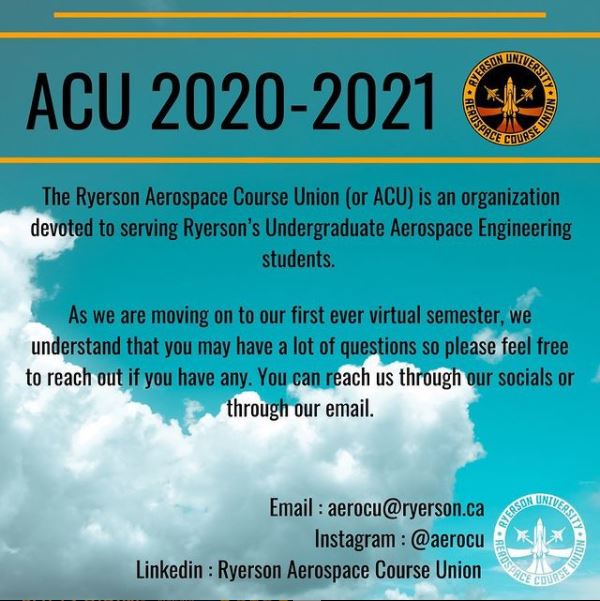 ACU 2020-2021
RYERSON UNIVERSITY
AEROSPACE COURSE UNION
The Ryerson Aerospace Course Union (or ACU) is an organization
devoted to serving Ryerson's Undergraduate Aerospace Engineering
students.
As we are moving on to our first ever virtual semester, we
understand that you may have a lot of questions so please feel free
to reach out if you have any. You can reach us through our socials or
through our email.
Email : aerocu@ryerson.ca
Instagram : @aerocu
Linkedin : Ryerson Aerospace Course Union
RYERSON UNIVERSITY
AEROSPACE COURSE UNION